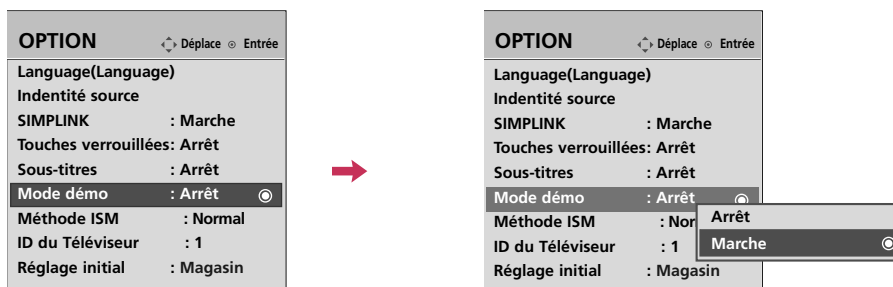 OPTION Déplace Entrée
Language(Language)
Indentité source
SIMPLINK : Marche
Touches verrouillées: Arrêt
Sous-titres : Arrêt
Mode démo : Arrêt
Méthode ISM : Normal
ID du Téléviseur : 1
Réglage initial : Magasin
OPTION Déplace Entrée
Language(Language)
Indentité source
SIMPLINK : Marche
Touches verrouillées: Arrêt
Sous-titres : Arrêt
Mode démo : Arrêt
Méthode ISM : Nor
ID du Téléviseur : 1
Réglage initial : Magasin
Arrêt
Marche